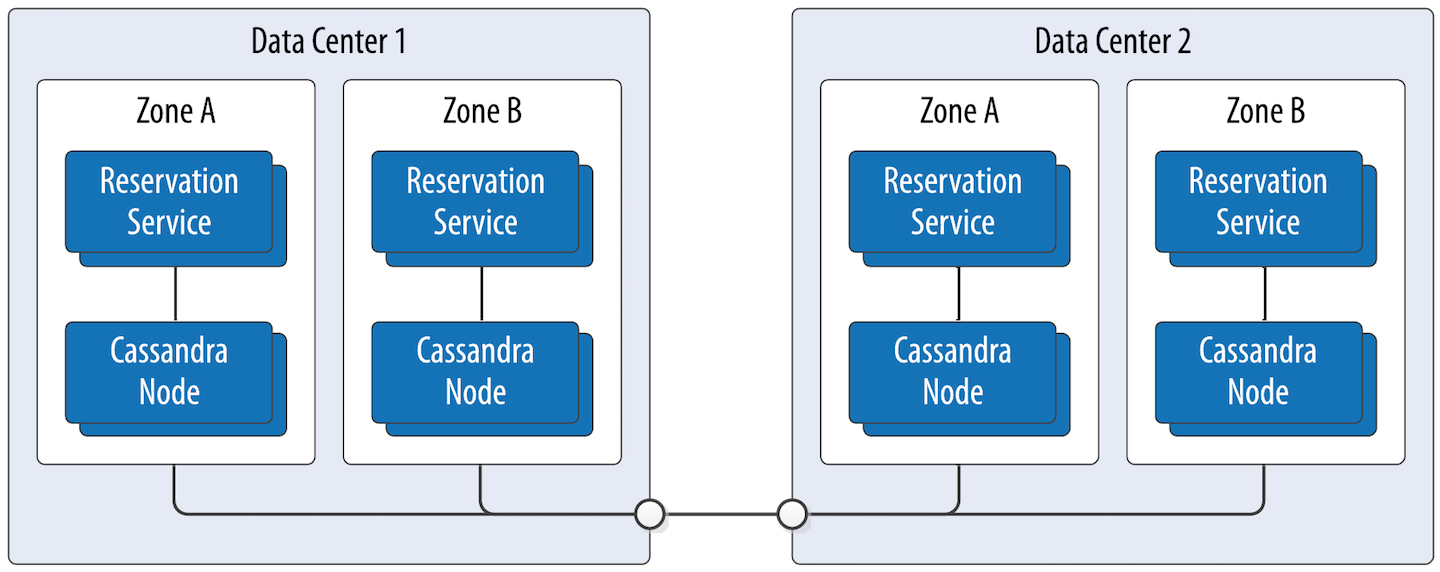 Data Center 1
Zone A
Reservation
Service
Cassandra
Node
Zone B
Reservation
Service
Cassandra
Node
Data Center 2
Zone A
Reservation
Service
Cassandra
Node
Zone B
Reservation
Service
Cassandra
Node